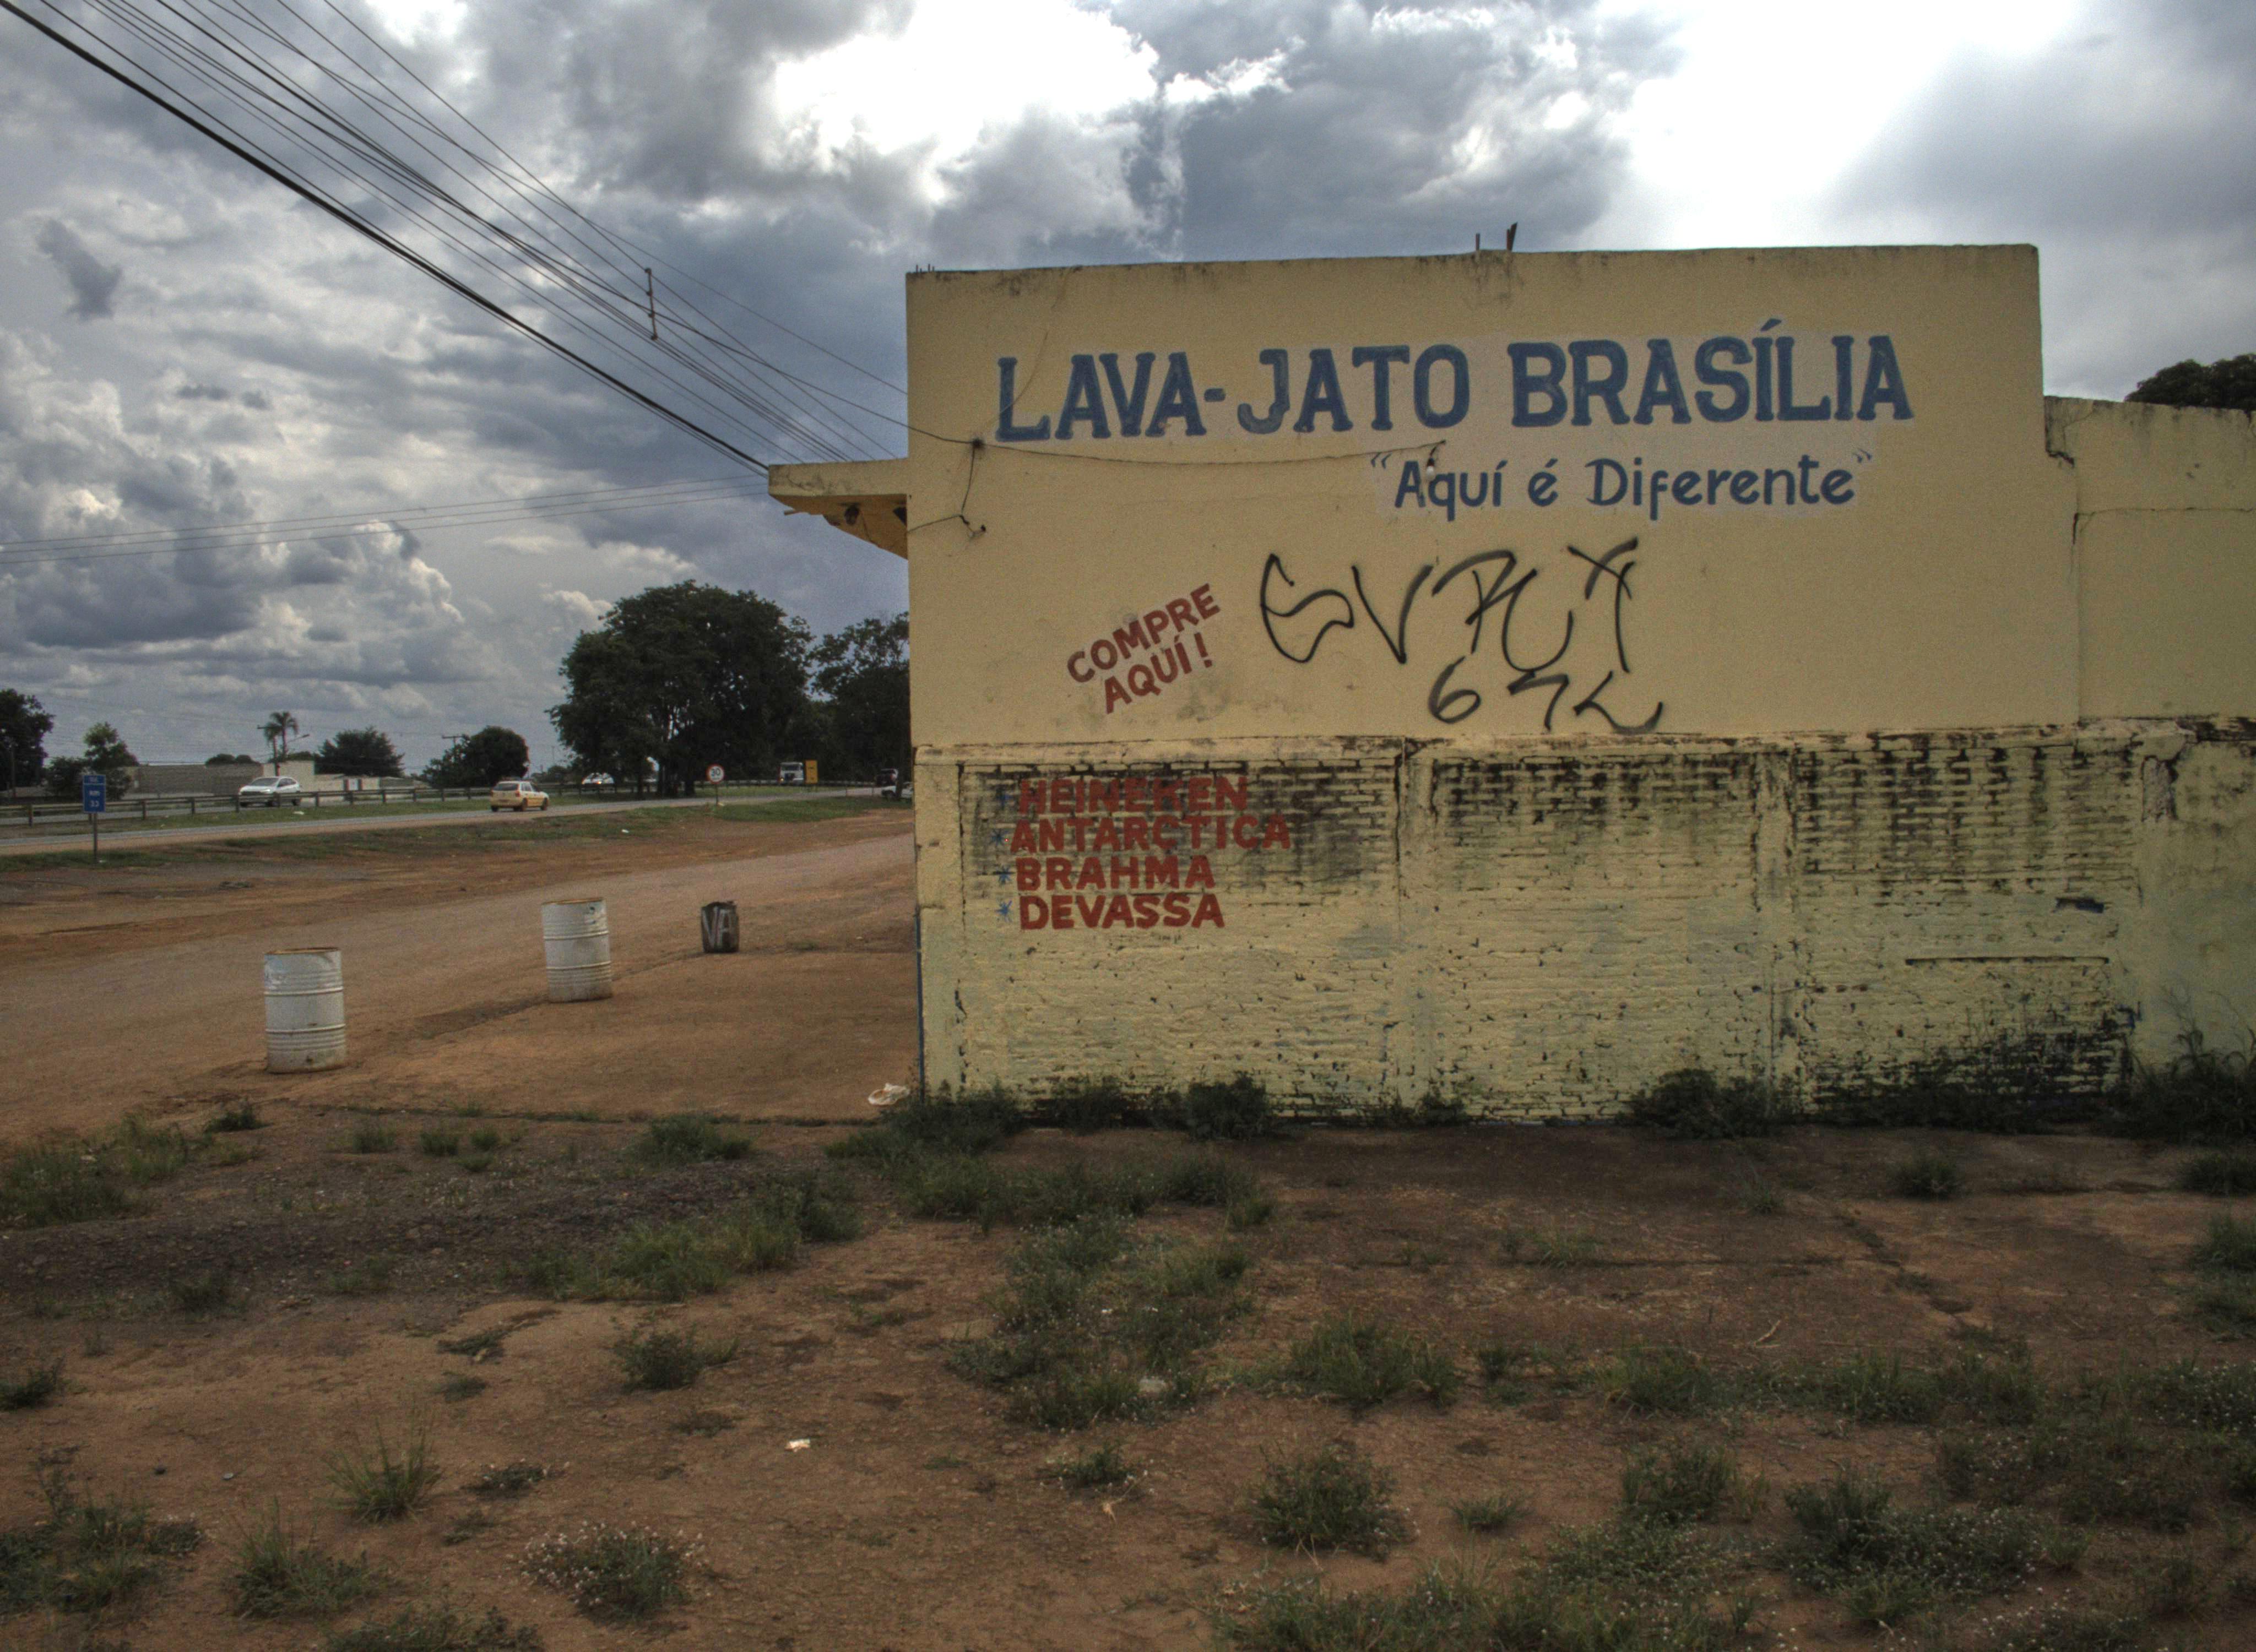 LAVA-JATO BRASÍLIA
"Aquí é Diferente"
COMPRE
AQUÍ!
* HEINEKEN
* ANTARCTICA
* BRAHMA
* DEVASSA